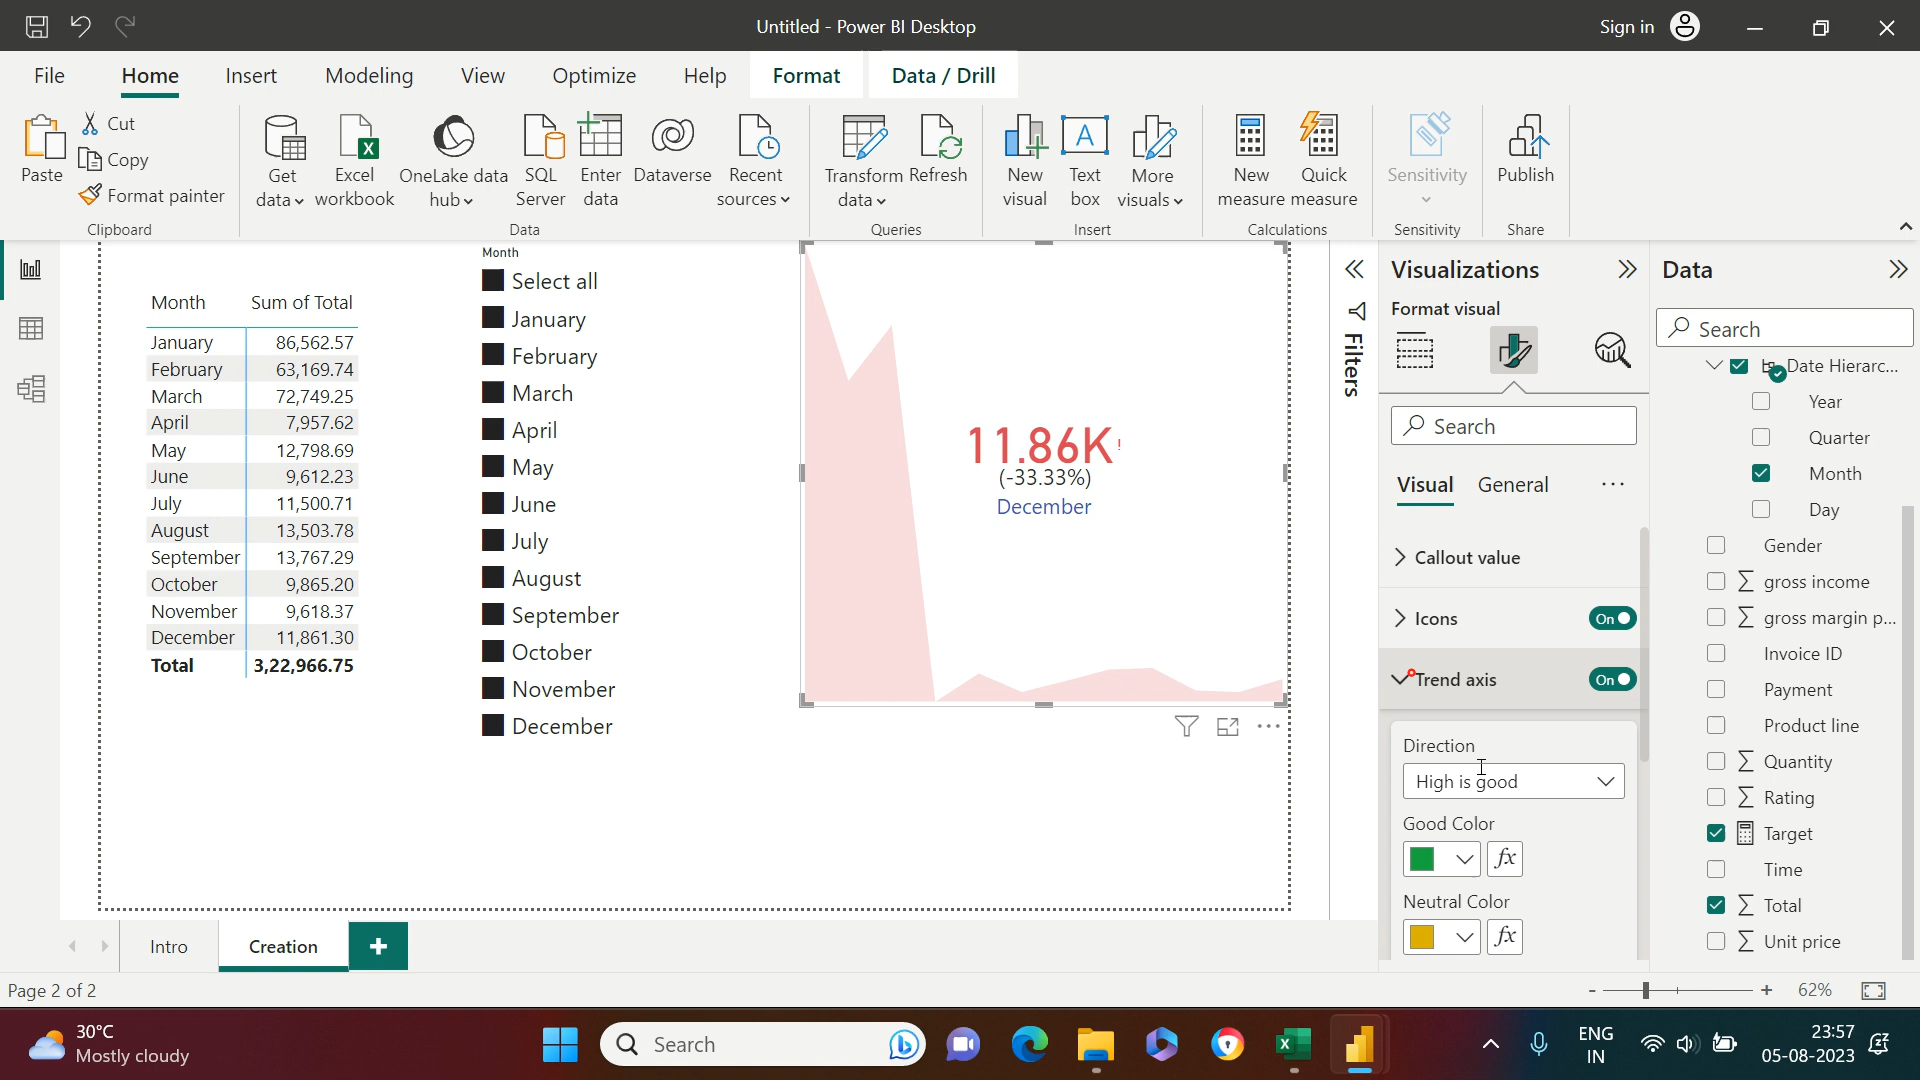 Untitled - Power BI Desktop
Sign in
File
Home
Insert
Modeling
View
Optimize
Help
Format
Data / Drill
Paste
Cut
Copy
Format painter
Clipboard
Get data
Excel workbook
OneLake data hub
SQL Server
Enter data
Dataverse
Recent sources
Data
Transform data
Refresh
Queries
New visual
Text box
More visuals
Insert
New measure
Quick measure
Calculations
Sensitivity
Sensitivity
Publish
Share
Month Sum of Total
January 86,562.57
February 63,169.74
March 72,749.25
April 7,957.62
May 12,798.69
June 9,612.23
July 11,500.71
August 13,503.78
September 13,767.29
October 9,865.20
November 9,618.37
December 11,861.30
Total 3,22,966.75
Month
Select all
January
February
March
April
May
June
July
August
September
October
November
December
11.86K!
(-33.33%)
December
Filters
Visualizations
Format visual
Search
Visual
General
Callout value
Icons On
Trend axis On
Direction
High is good
Good Color
fx
Neutral Color
fx
Data
Search
Date Hierarc...
Year
Quarter
Month
Day
Gender
gross income
gross margin p...
Invoice ID
Payment
Product line
Quantity
Rating
Target
Time
Total
Unit price
Intro
Creation
Page 2 of 2
62%
30°C
Mostly cloudy
Search
ENG
IN
23:57
05-08-2023